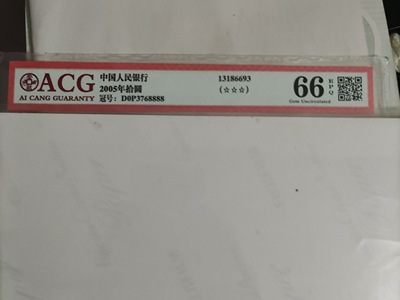 ACG
AI CANG GUARANTY
中国人民银行
2005年拾圆
冠号: D0P3768888
13186693
(☆☆☆)
66 EPQ
Gem Uncirculated